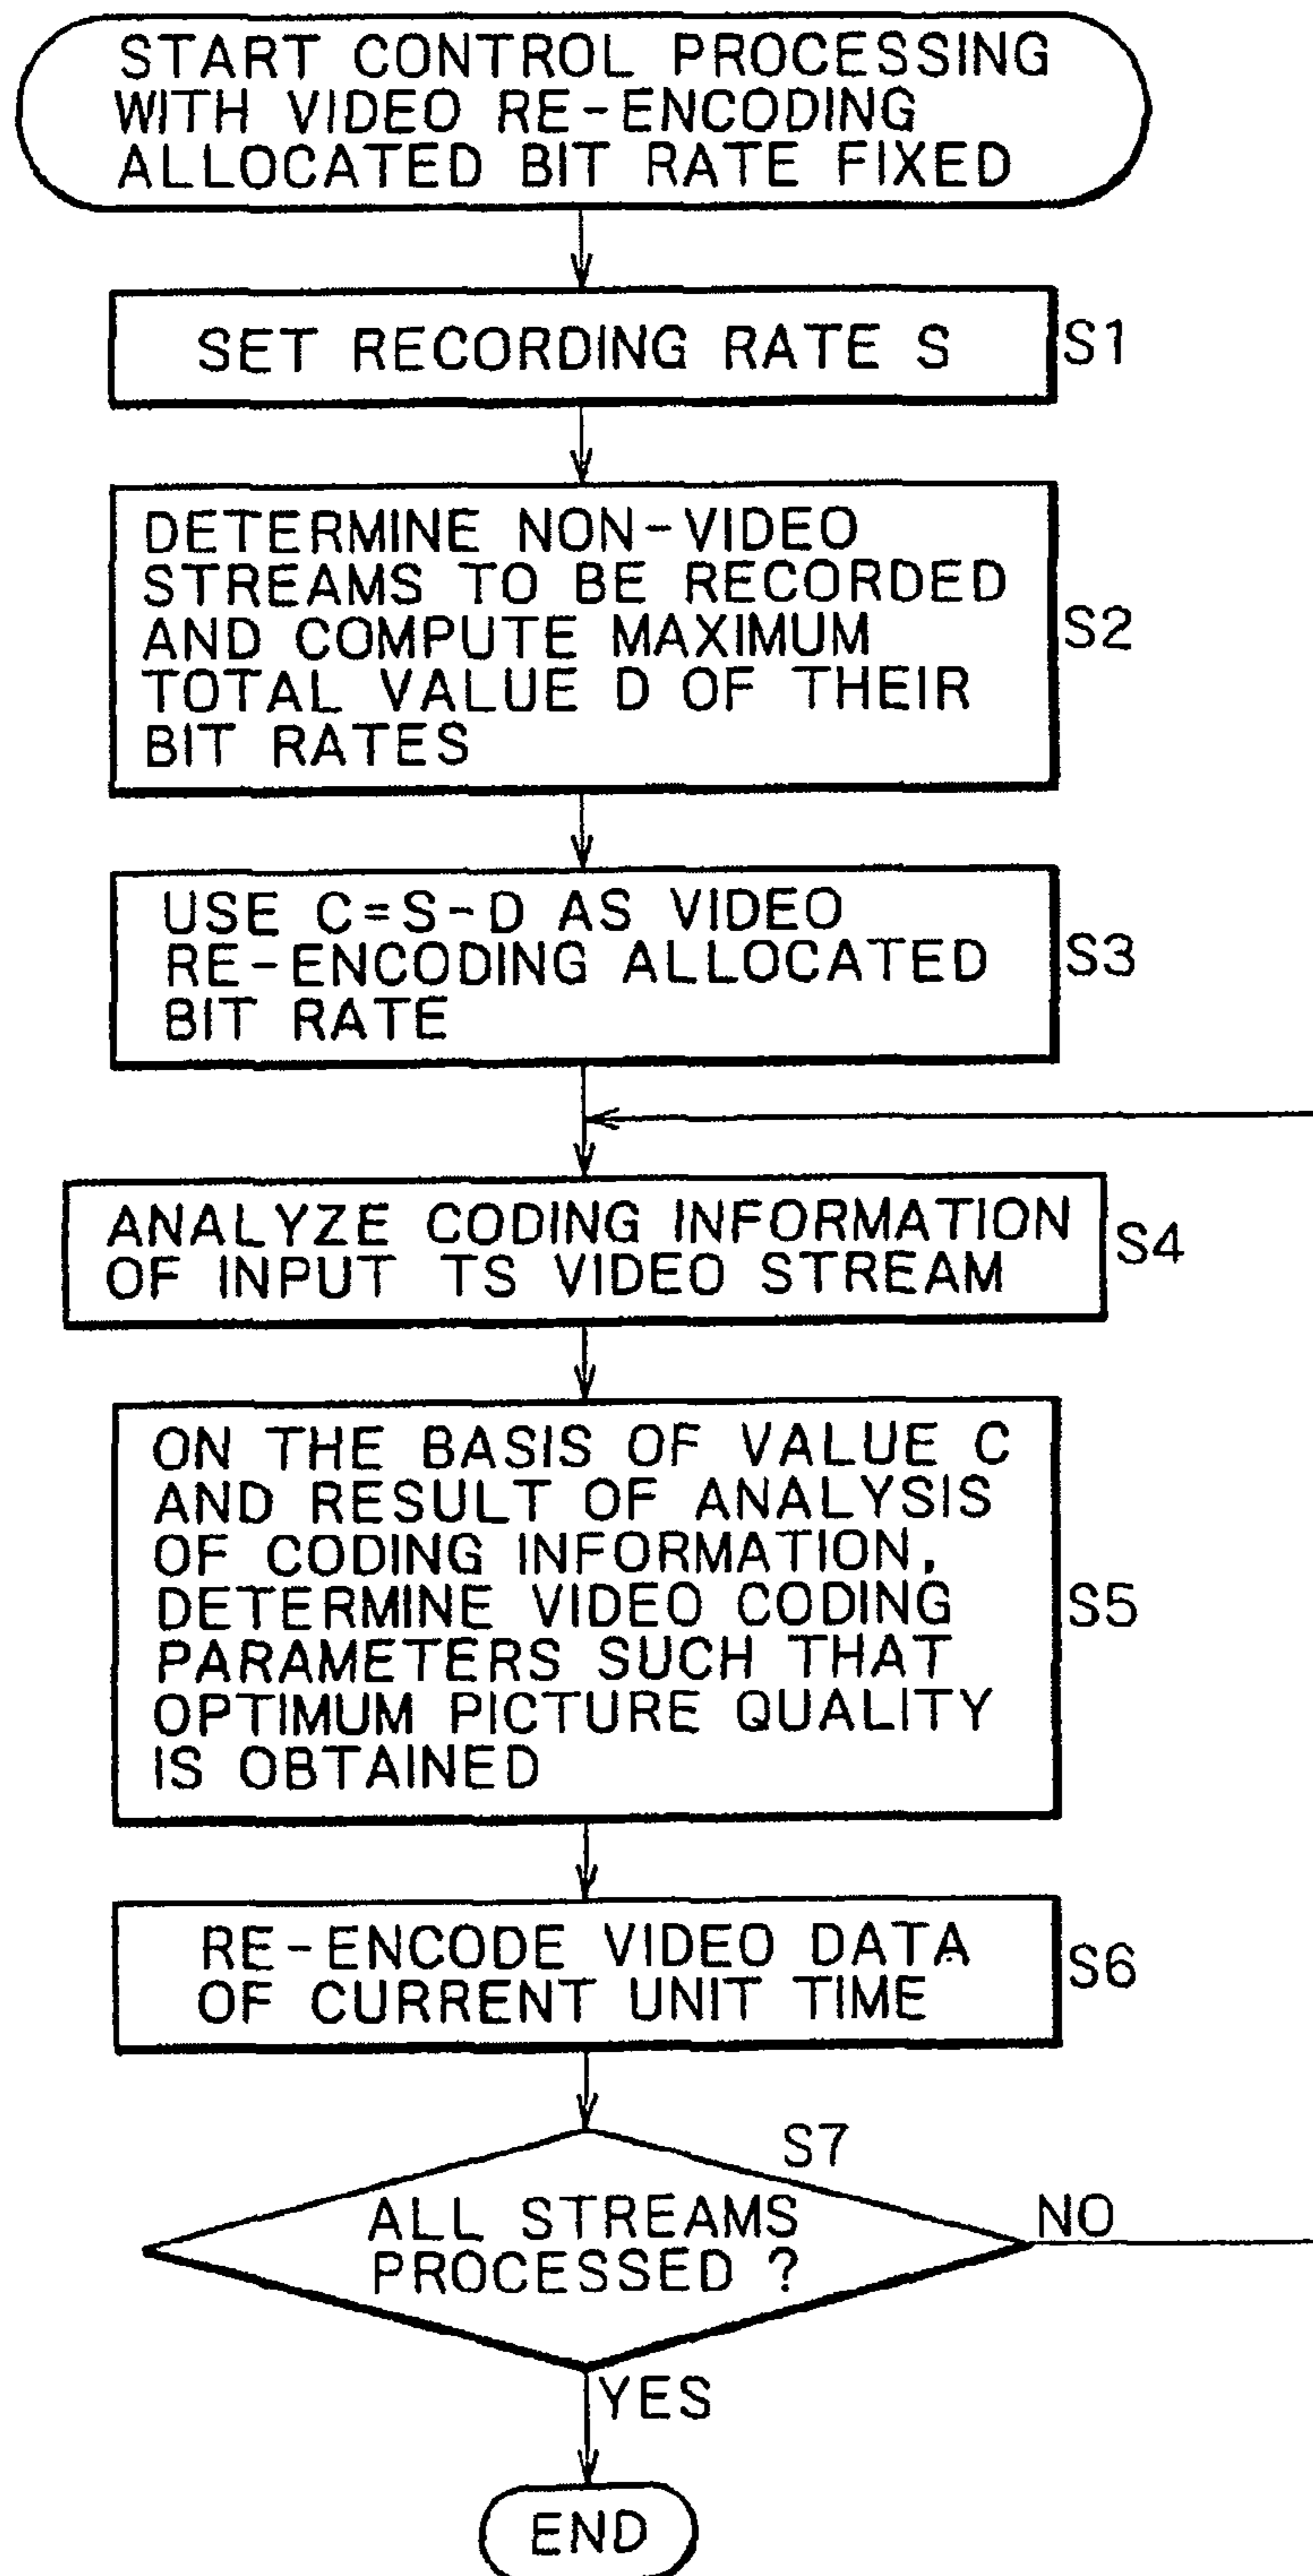 START CONTROL PROCESSING
WITH VIDEO RE-ENCODING
ALLOCATED BIT RATE FIXED
SET RECORDING RATE S
S1
DETERMINE NON-VIDEO
STREAMS TO BE RECORDED
AND COMPUTE MAXIMUM
TOTAL VALUE D OF THEIR
BIT RATES
S2
USE C=S-D AS VIDEO
RE-ENCODING ALLOCATED
BIT RATE
S3
ANALYZE CODING INFORMATION
OF INPUT TS VIDEO STREAM
S4
ON THE BASIS OF VALUE C
AND RESULT OF ANALYSIS
OF CODING INFORMATION,
DETERMINE VIDEO CODING
PARAMETERS SUCH THAT
OPTIMUM PICTURE QUALITY
IS OBTAINED
S5
RE-ENCODE VIDEO DATA
OF CURRENT UNIT TIME
S6
S7
ALL STREAMS
PROCESSED ?
NO
YES
END